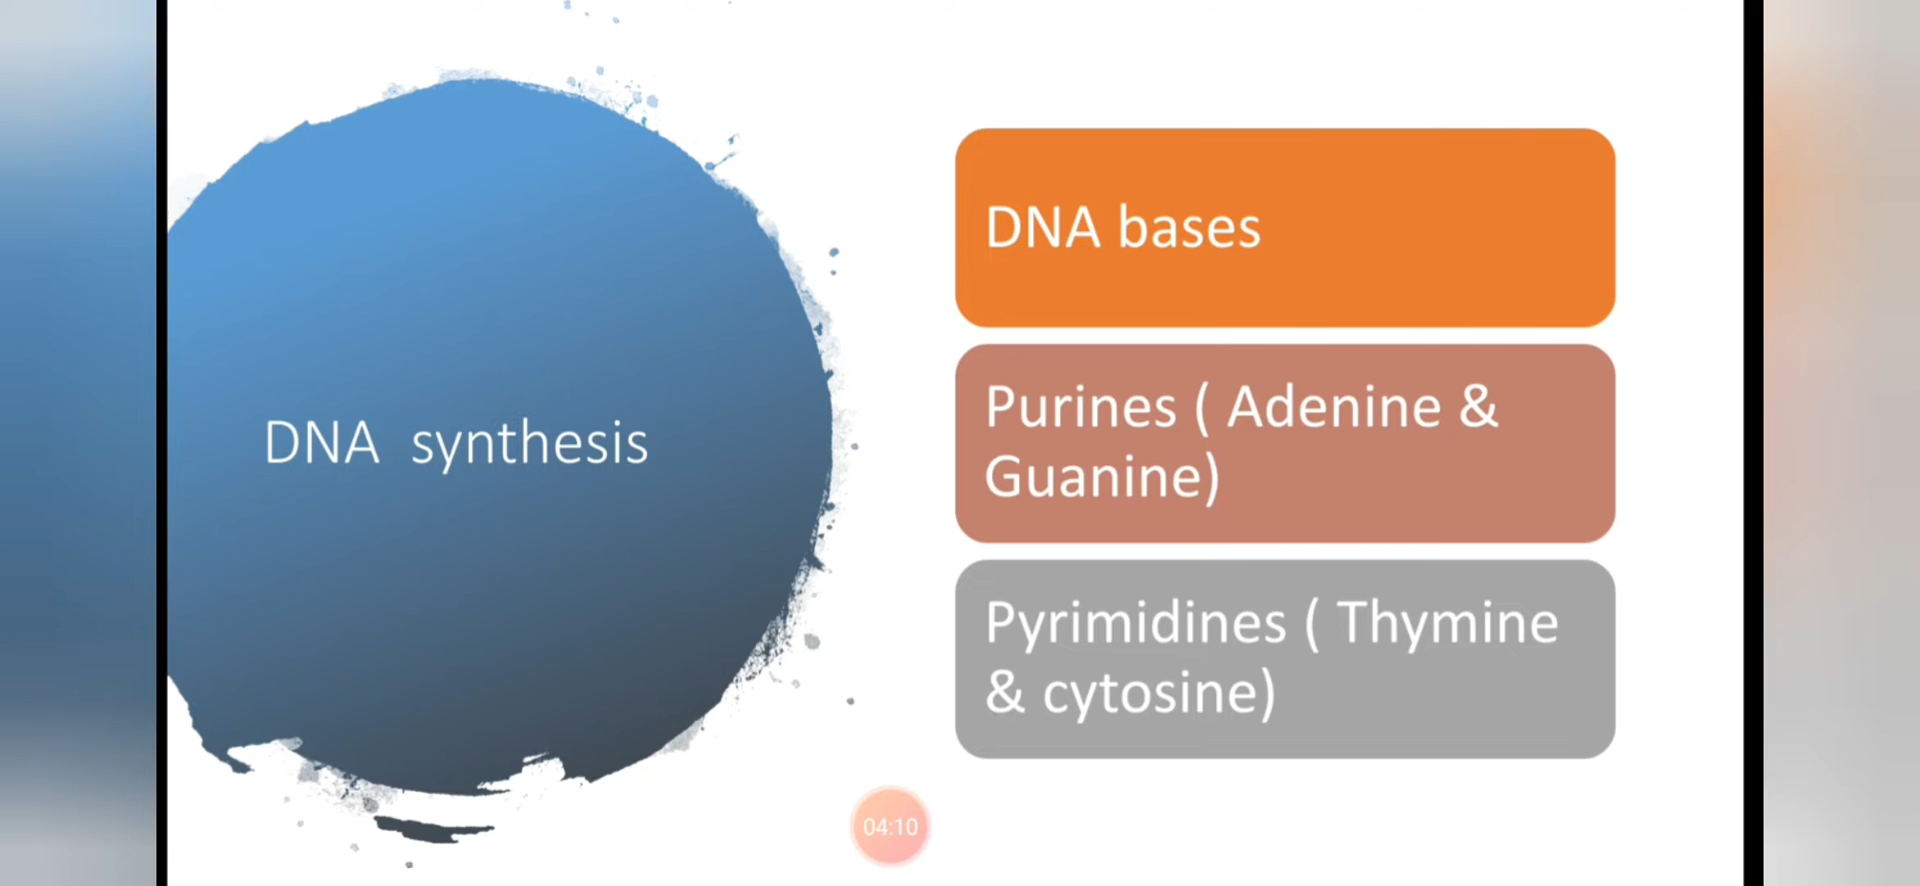 DNA synthesis
DNA bases
Purines ( Adenine &
Guanine)
Pyrimidines ( Thymine
& cytosine)
04:10